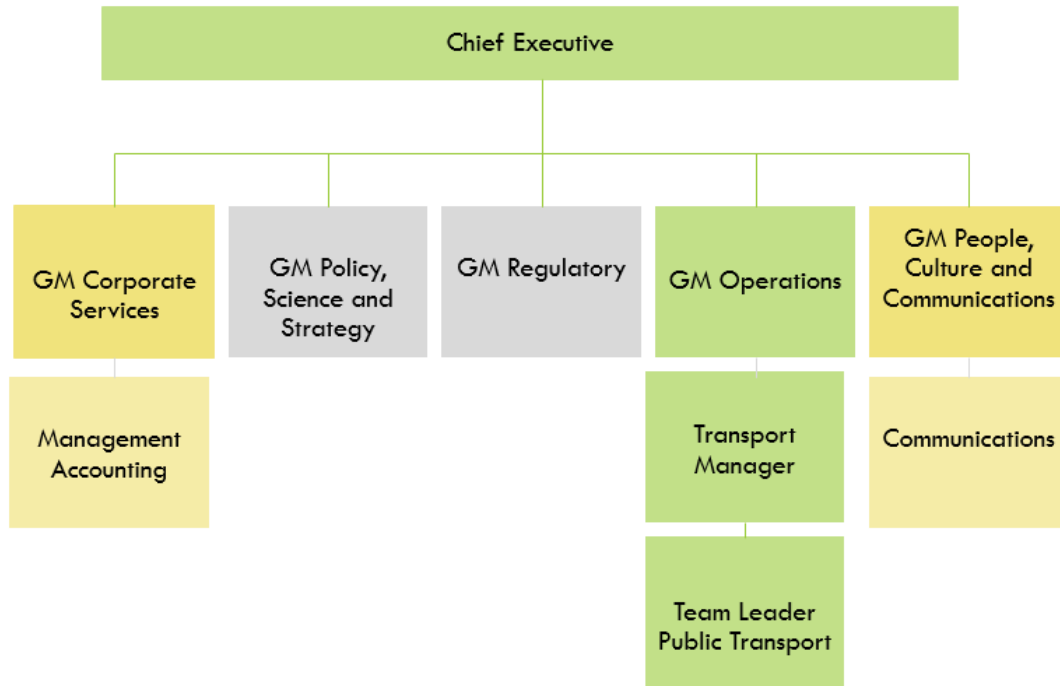 Chief Executive
GM Corporate
Services
GM Policy,
Science and
Strategy
GM Regulatory
GM Operations
GM People,
Culture and
Communications
Management
Accounting
Transport
Manager
Communications
Team Leader
Public Transport